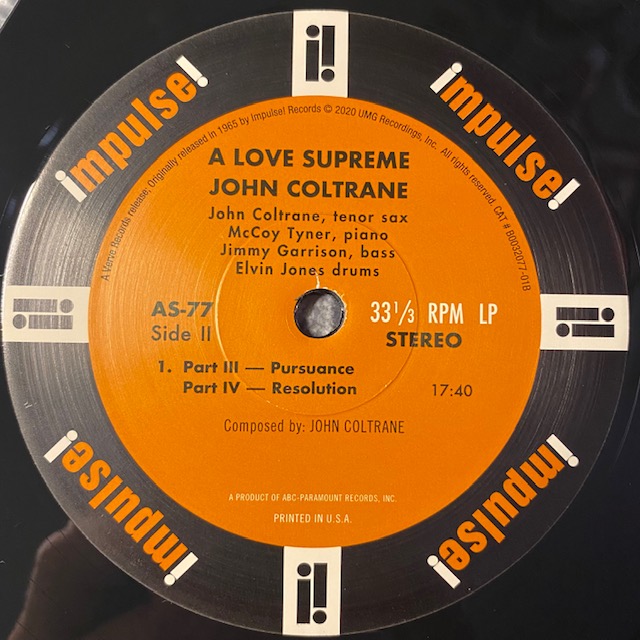 impulse!
i!
impulse!
A Verve Records release; Originally released in 1965 by Impulse! Records © 2020 UMG Recordings, Inc. All rights reserved. CAT # B0032077-01B
A LOVE SUPREME
JOHN COLTRANE
John Coltrane, tenor sax
McCoy Tyner, piano
Jimmy Garrison, bass
Elvin Jones drums
i!
i!
AS-77
33 1/3 RPM LP
Side II
STEREO
1. Part III — Pursuance
Part IV — Resolution 17:40
Composed by: JOHN COLTRANE
A PRODUCT OF ABC-PARAMOUNT RECORDS, INC.
PRINTED IN U.S.A.
impulse!
i!
impulse!